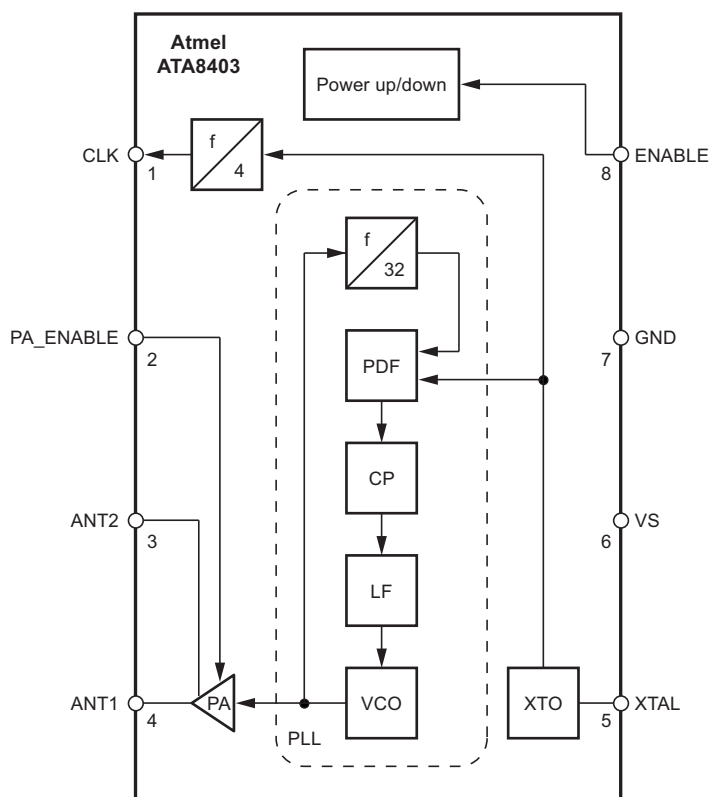 Atmel
ATA8403
Power up/down
CLK
1
f
4
ENABLE
8
f
32
PA_ENABLE
2
PDF
GND
7
CP
ANT2
3
VS
6
LF
ANT1
4
PA
VCO
XTO
XTAL
5
PLL